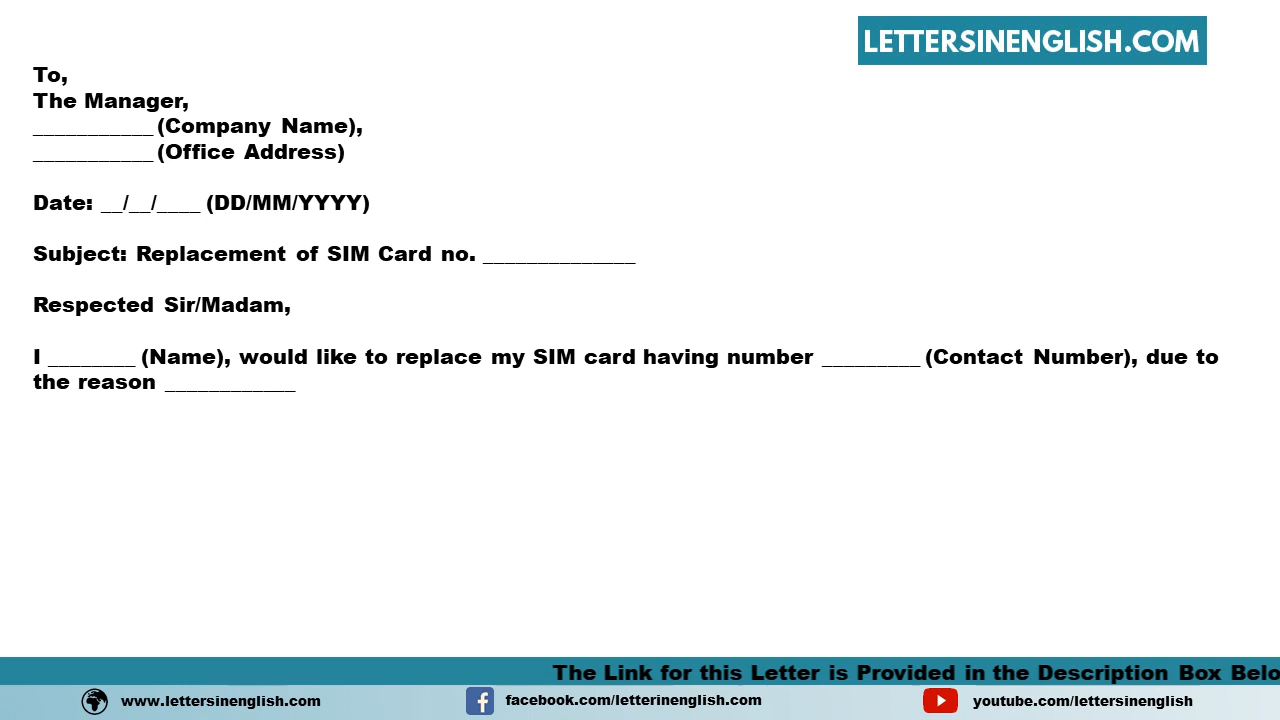 LETTERSINENGLISH.COM
To,
The Manager,
___________ (Company Name),
___________ (Office Address)
Date: __/__/____ (DD/MM/YYYY)
Subject: Replacement of SIM Card no. ______________
Respected Sir/Madam,
I ________ (Name), would like to replace my SIM card having number _________ (Contact Number), due to
the reason ____________
The Link for this Letter is Provided in the Description Box Belo
www.lettersinenglish.com
facebook.com/letterinenglish.com
youtube.com/lettersinenglish